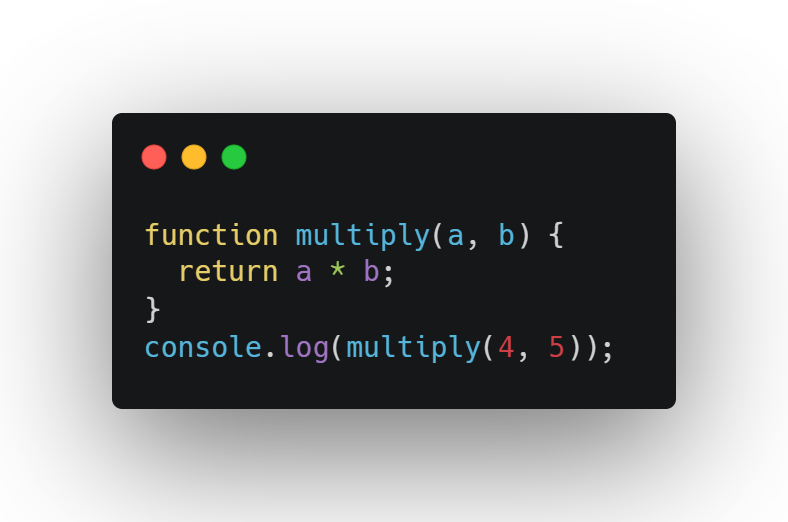 function multiply(a, b) {
  return a * b;
}
console.log(multiply(4, 5));